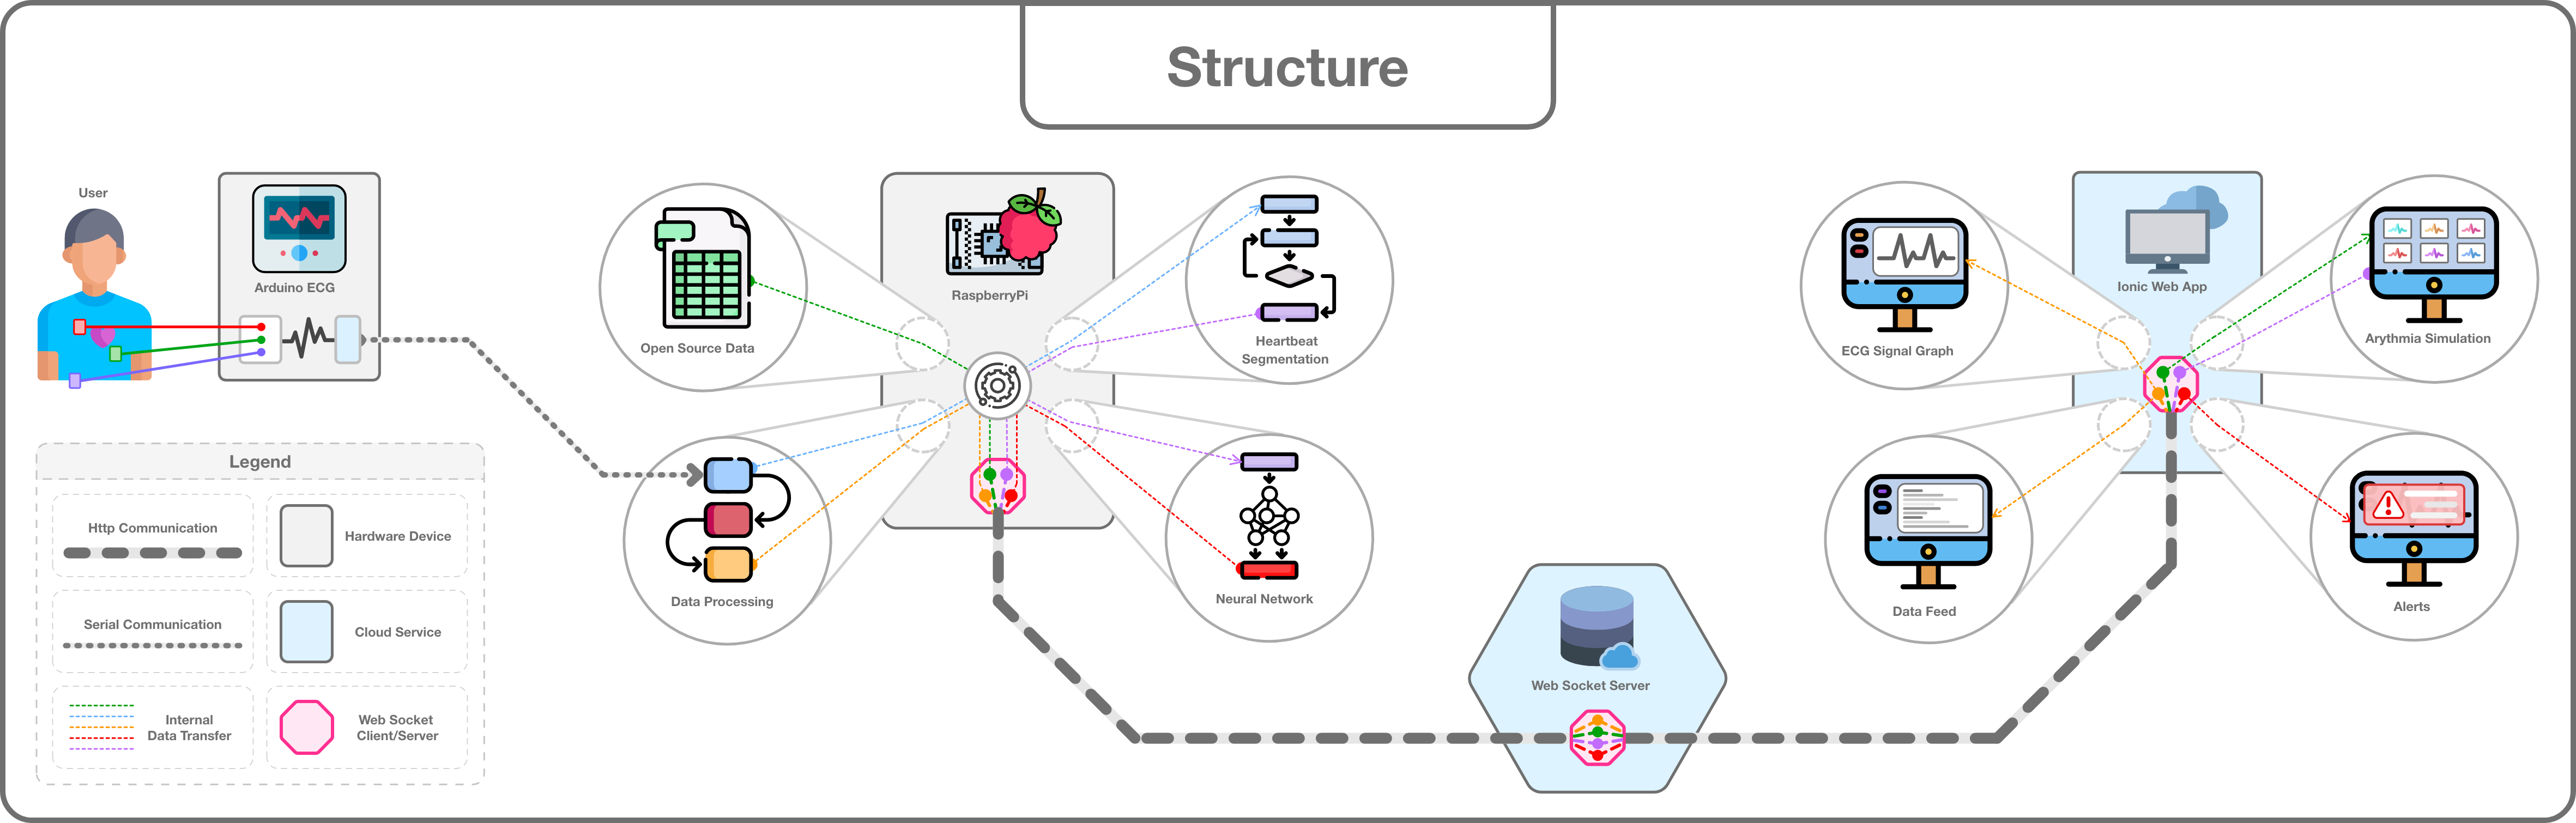 Structure
User
Arduino ECG
Open Source Data
RaspberryPi
Heartbeat
Segmentation
Data Processing
Neural Network
Web Socket Server
ECG Signal Graph
Ionic Web App
Arythmia Simulation
Data Feed
Alerts
Legend
Http Communication
Hardware Device
Serial Communication
Cloud Service
Internal
Data Transfer
Web Socket
Client/Server